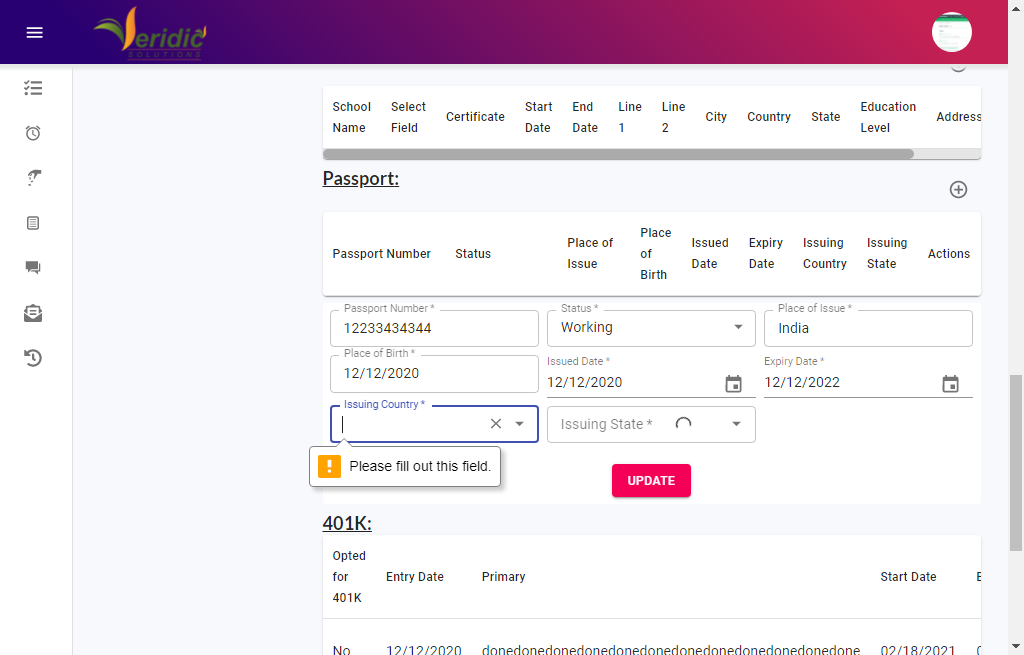 eridic
SOLUTIONS
School Name
Select Field
Certificate
Start Date
End Date
Line 1
Line 2
City
Country
State
Education Level
Address
Passport:
Passport Number
Status
Place of Issue
Place of Birth
Issued Date
Expiry Date
Issuing Country
Issuing State
Actions
Passport Number *
12233434344
Status *
Working
Place of Issue *
India
Place of Birth *
12/12/2020
Issued Date *
12/12/2020
Expiry Date *
12/12/2022
Issuing Country *
Issuing State *
Please fill out this field.
UPDATE
401K:
Opted for 401K
Entry Date
Primary
Start Date
No
12/12/2020
donedonedonedonedonedonedonedonedonedonedonedone
02/18/2021